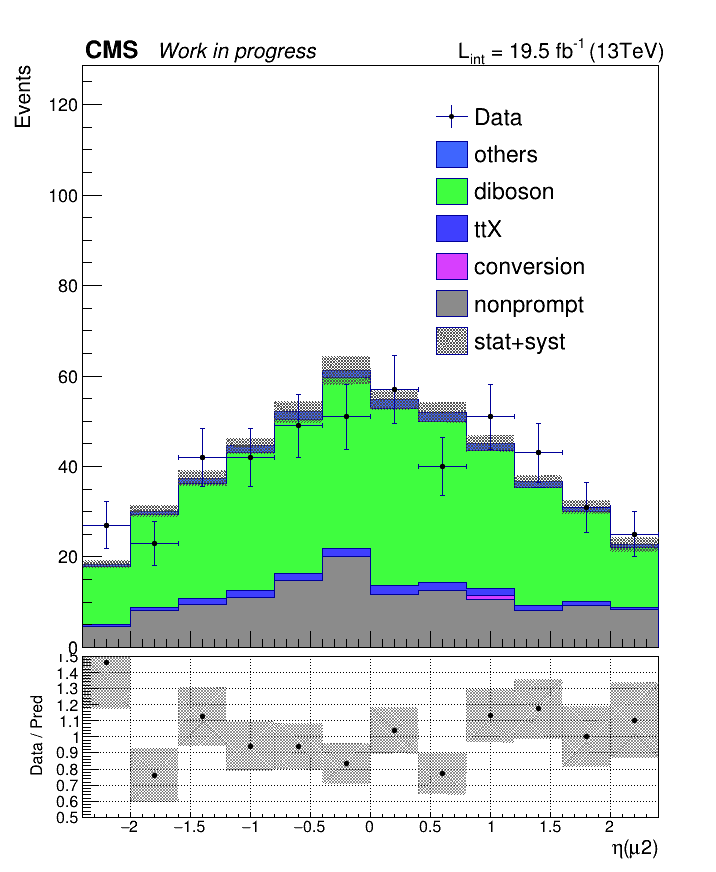 CMS Work in progress L_int = 19.5 fb^-1 (13TeV)
Events
120
100
80
60
40
20
0
Data
others
diboson
ttX
conversion
nonprompt
stat+syst
Data / Pred
1.5
1.4
1.3
1.2
1.1
1
0.9
0.8
0.7
0.6
0.5
−2 −1.5 −1 −0.5 0 0.5 1 1.5 2
η(μ2)